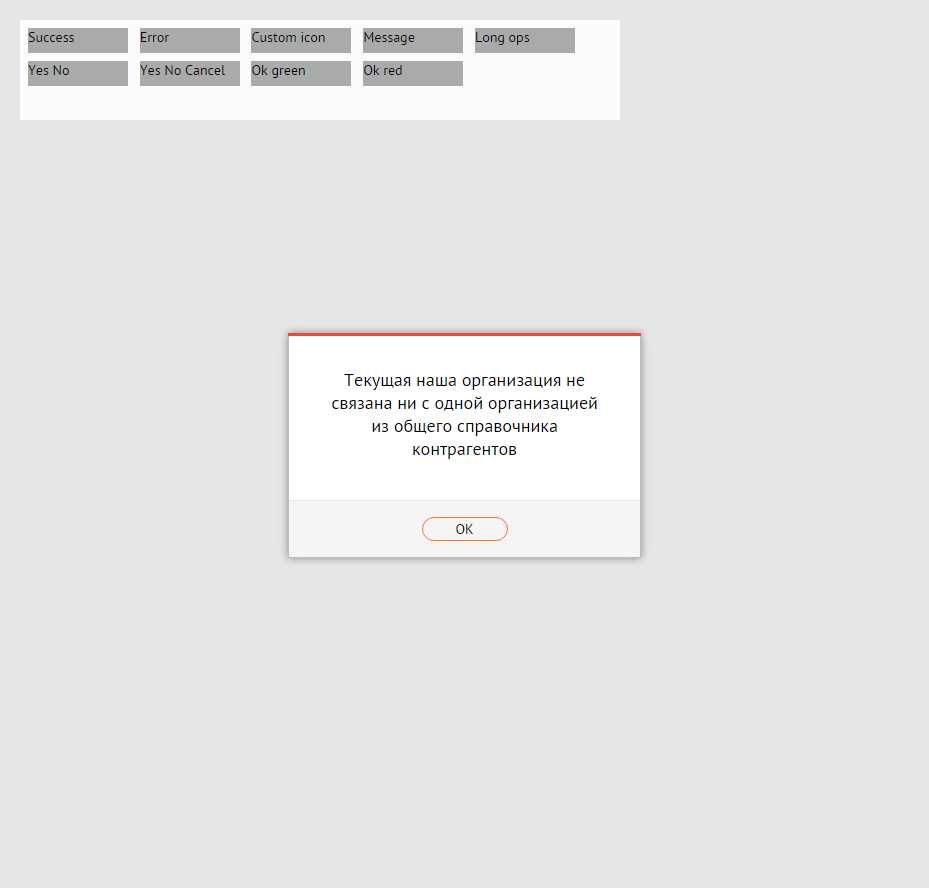 Success Error Custom icon Message Long ops
Yes No Yes No Cancel Ok green Ok red
Текущая наша организация не
связана ни с одной организацией
из общего справочника
контрагентов
ОК